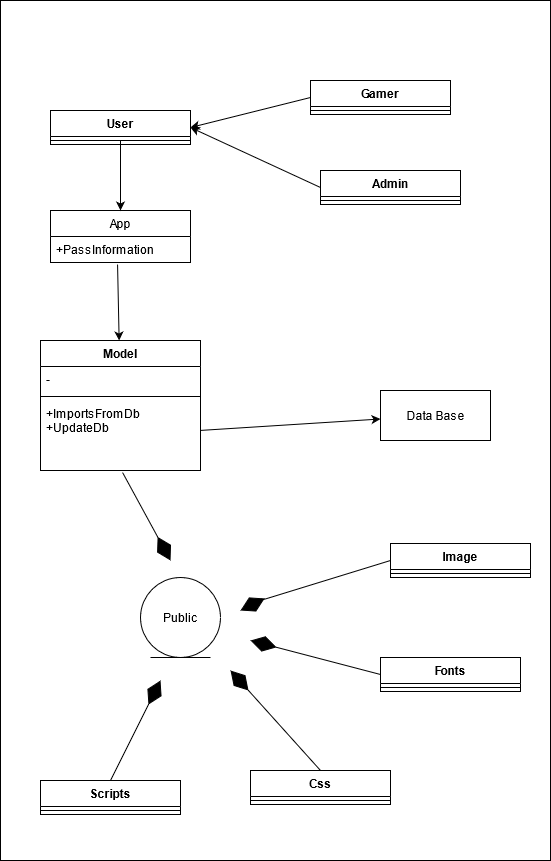 Gamer
User
Admin
App
+PassInformation
Model
-
+ImportsFromDb
+UpdateDb
Data Base
Image
Public
Fonts
Css
Scripts